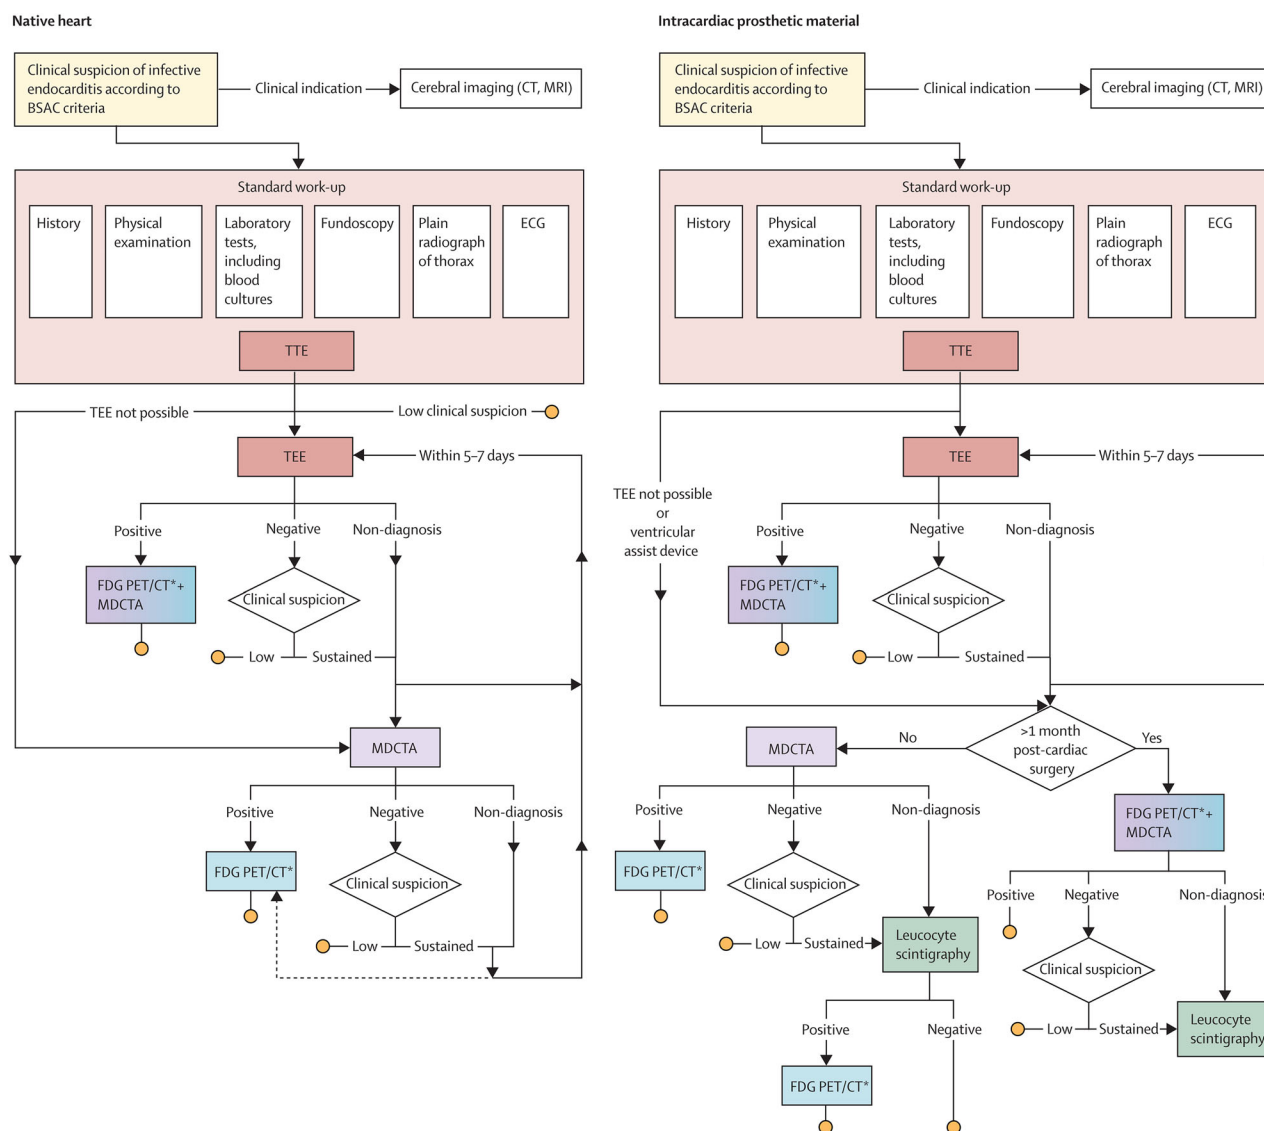 Native heart
Clinical suspicion of infective
endocarditis according to
BSAC criteria
Clinical indication
Cerebral imaging (CT, MRI)
Standard work-up
History
Physical
examination
Laboratory
tests,
including
blood
cultures
Fundoscopy
Plain
radiograph
of thorax
ECG
TTE
TEE not possible
Low clinical suspicion
TEE
Within 5–7 days
Positive
Negative
Non-diagnosis
FDG PET/CT*+
MDCTA
Clinical suspicion
Low
Sustained
MDCTA
Positive
Negative
Non-diagnosis
FDG PET/CT*
Clinical suspicion
Low
Sustained
Intracardiac prosthetic material
Clinical suspicion of infective
endocarditis according to
BSAC criteria
Clinical indication
Cerebral imaging (CT, MRI)
Standard work-up
History
Physical
examination
Laboratory
tests,
including
blood
cultures
Fundoscopy
Plain
radiograph
of thorax
ECG
TTE
TEE
Within 5–7 days
TEE not possible
or
ventricular
assist device
Positive
Negative
Non-diagnosis
FDG PET/CT*+
MDCTA
Clinical suspicion
Low
Sustained
>1 month
post-cardiac
surgery
No
Yes
MDCTA
Positive
Negative
Non-diagnosis
FDG PET/CT*
Clinical suspicion
Low
Sustained
Leucocyte
scintigraphy
Positive
Negative
FDG PET/CT*
FDG PET/CT*+
MDCTA
Positive
Negative
Non-diagnosis
Clinical suspicion
Low
Sustained
Leucocyte
scintigraphy